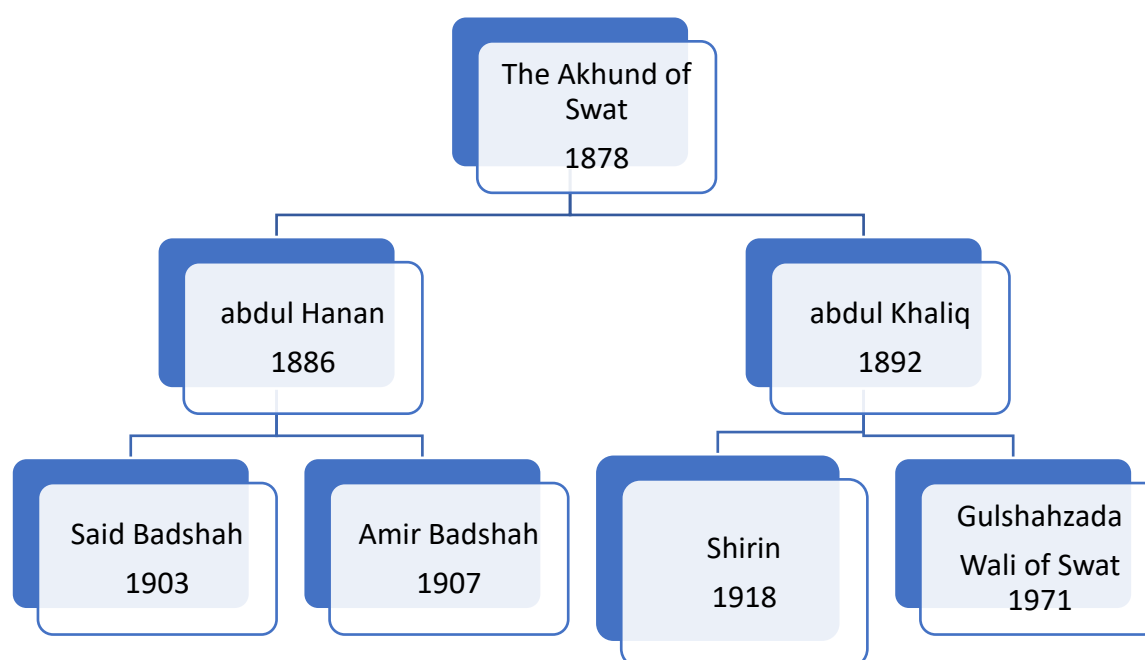 The Akhund of
Swat
1878
abdul Hanan
1886
abdul Khaliq
1892
Said Badshah
1903
Amir Badshah
1907
Shirin
1918
Gulshahzada
Wali of Swat
1971